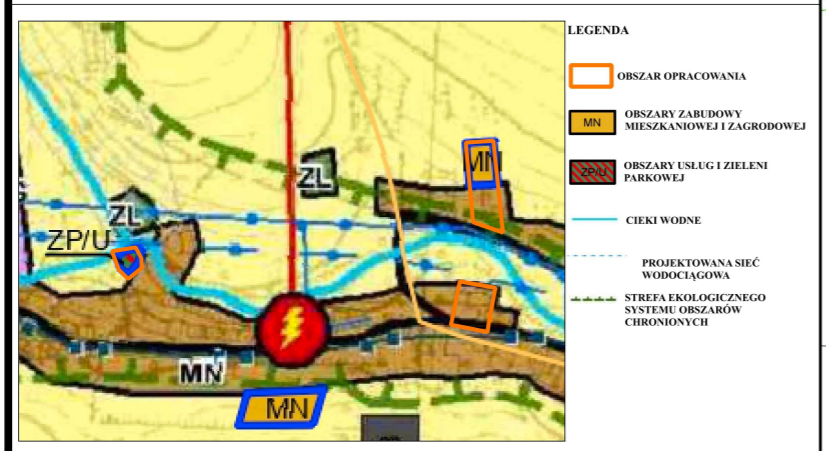 LEGENDA
OBSZAR OPRACOWANIA
MN
OBSZARY ZABUDOWY
MIESZKANIOWEJ I ZAGRODOWEJ
ZP/U
OBSZARY USŁUG I ZIELENI
PARKOWEJ
CIEKI WODNE
PROJEKTOWANA SIEĆ
WODOCIĄGOWA
STREFA EKOLOGICZNEGO
SYSTEMU OBSZARÓW
CHRONIONYCH
MN
ZL
ZL
ZP/U
MN
MN